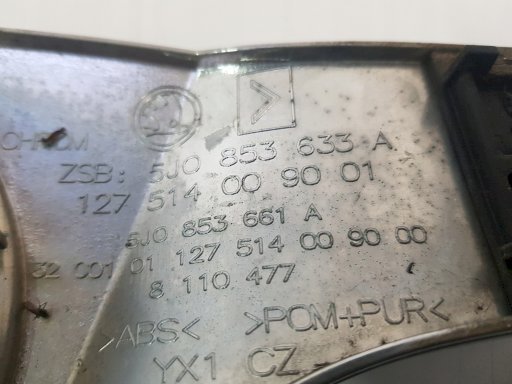 CHROM
ZSB: 5J0 853 633 A
127 514 00 90 01
5J0 853 661 A
32 001 01 127 514 00 90 00
8 110 477
>ABS< >POM+PUR<
YX1 CZ